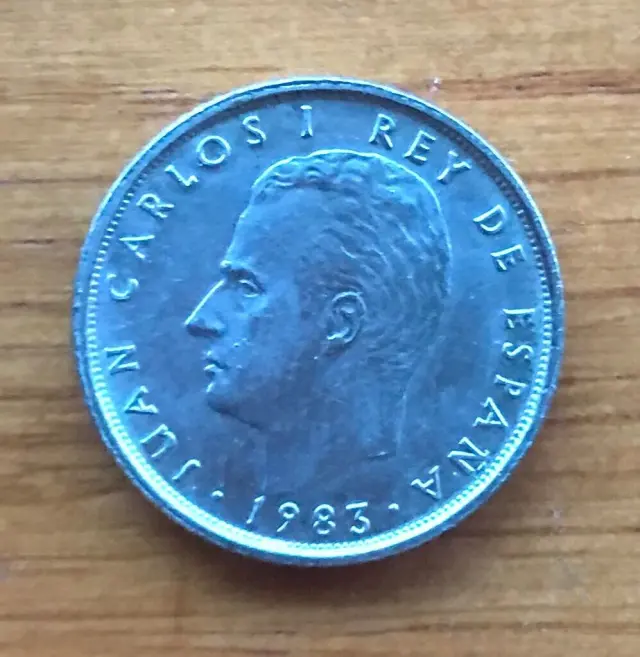 JUAN CARLOS I REY DE ESPAÑA
· 1983 ·